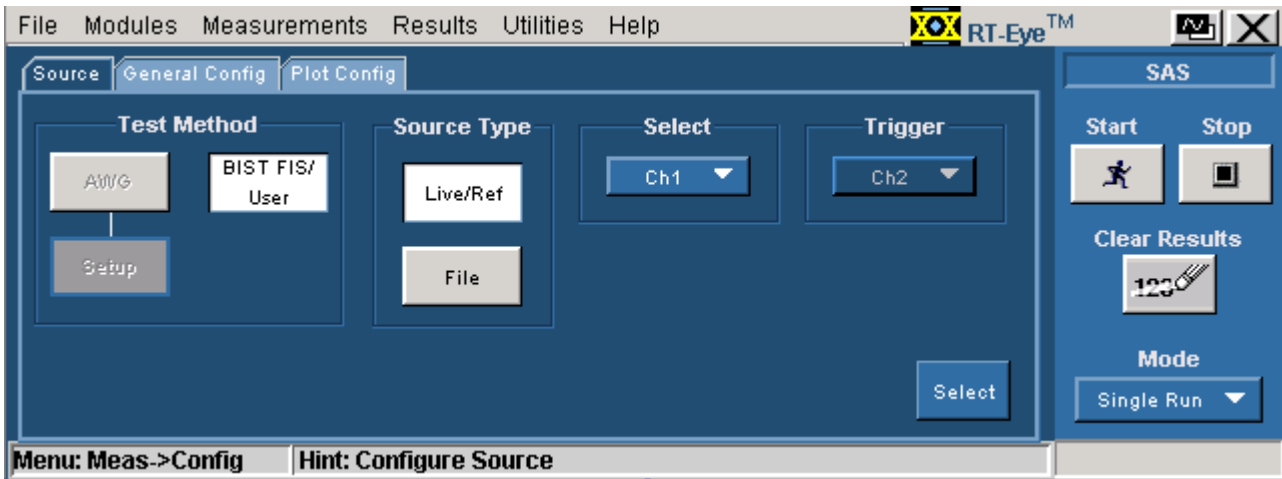 File Modules Measurements Results Utilities Help RT-Eye™
Source General Config Plot Config SAS
Test Method Source Type Select Trigger Start Stop
AWG BIST FIS/ User Live/Ref Ch1 Ch2
Setup File Clear Results
123
Mode
Select Single Run
Menu: Meas->Config Hint: Configure Source